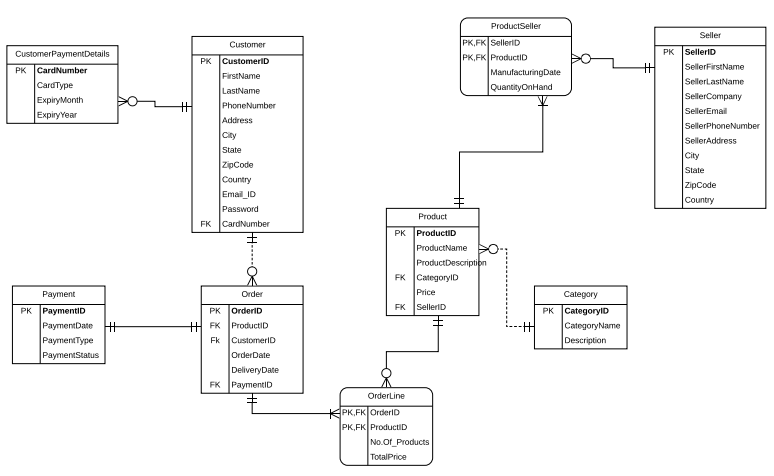 CustomerPaymentDetails
PK CardNumber
CardType
ExpiryMonth
ExpiryYear
Customer
PK CustomerID
FirstName
LastName
PhoneNumber
Address
City
State
ZipCode
Country
Email_ID
Password
FK CardNumber
ProductSeller
PK,FK SellerID
PK,FK ProductID
ManufacturingDate
QuantityOnHand
Seller
PK SellerID
SellerFirstName
SellerLastName
SellerCompany
SellerEmail
SellerPhoneNumber
SellerAddress
City
State
ZipCode
Country
Product
PK ProductID
ProductName
ProductDescription
FK CategoryID
Price
FK SellerID
Payment
PK PaymentID
PaymentDate
PaymentType
PaymentStatus
Order
PK OrderID
FK ProductID
Fk CustomerID
OrderDate
DeliveryDate
FK PaymentID
Category
PK CategoryID
CategoryName
Description
OrderLine
PK,FK OrderID
PK,FK ProductID
No.Of_Products
TotalPrice